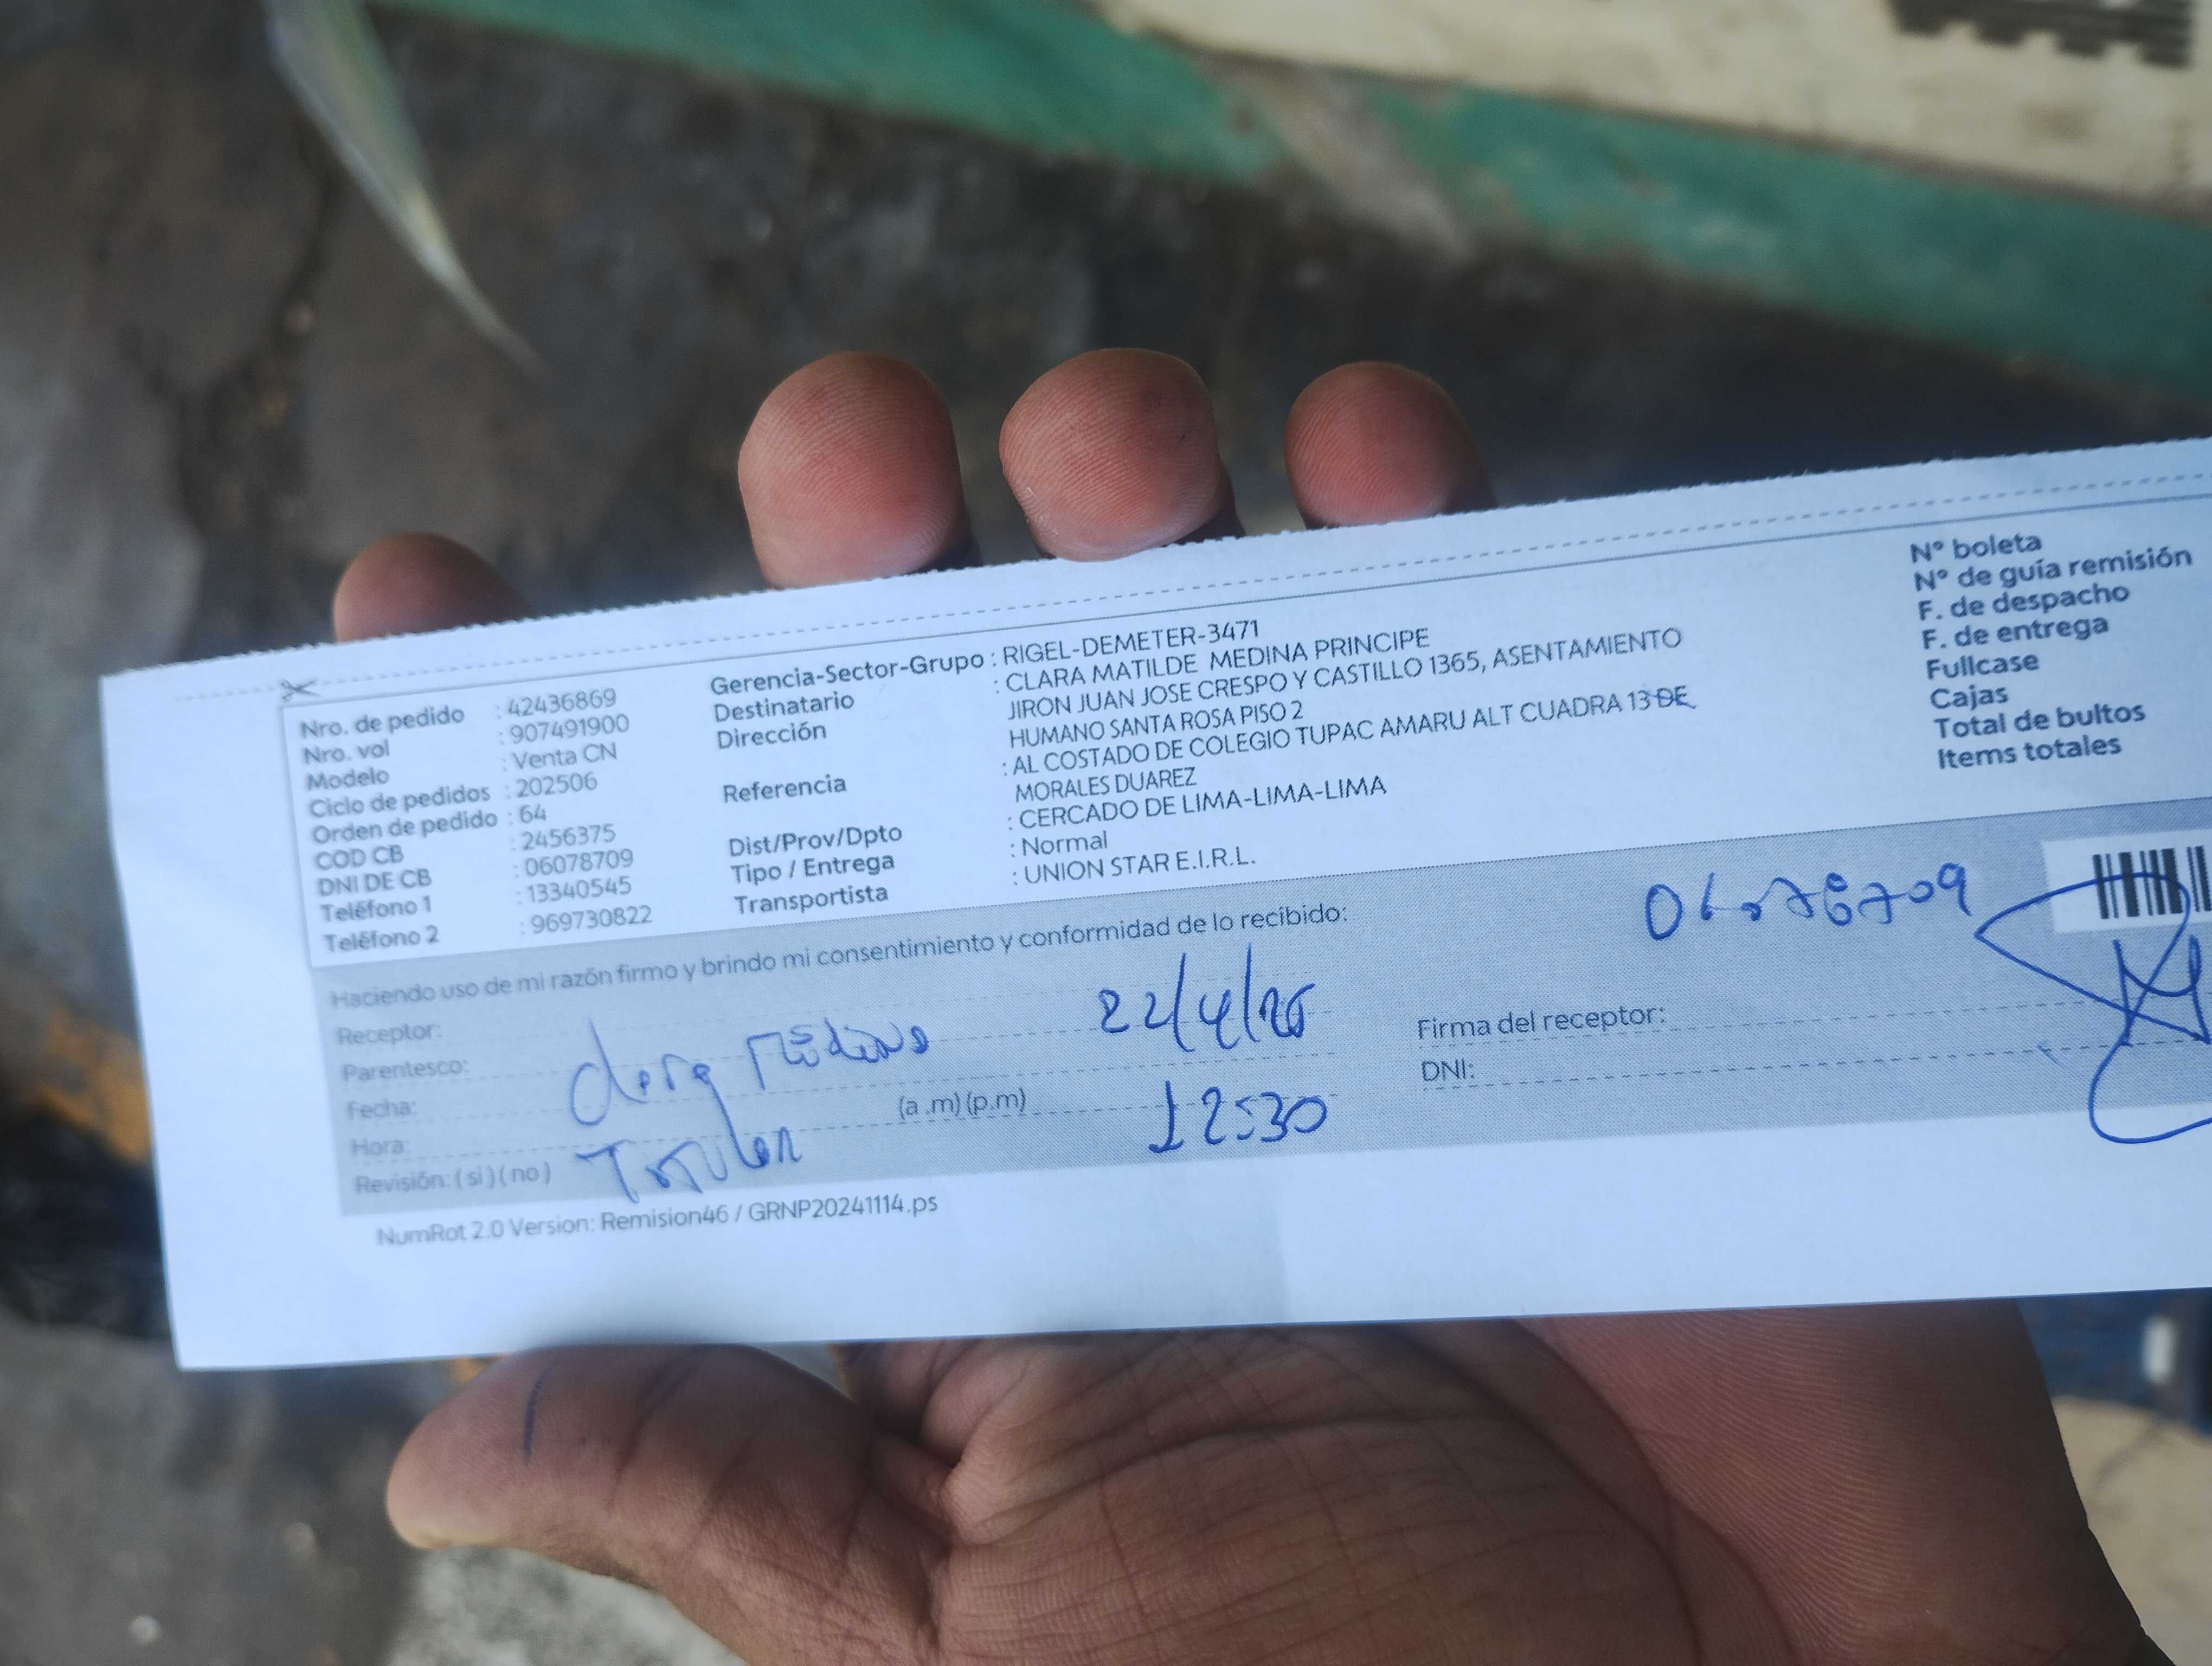 Nro. de pedido : 42436869
Nro. vol : 907491900
Modelo : Venta CN
Ciclo de pedidos : 202506
Orden de pedido : 64
COD CB : 2456375
DNI DE CB : 06078709
Teléfono 1 : 13340545
Teléfono 2 : 969730822
Gerencia-Sector-Grupo : RIGEL-DEMETER-3471
Destinatario : CLARA MATILDE MEDINA PRINCIPE
Dirección JIRON JUAN JOSE CRESPO Y CASTILLO 1365, ASENTAMIENTO
HUMANO SANTA ROSA PISO 2
Referencia : AL COSTADO DE COLEGIO TUPAC AMARU ALT CUADRA 13 DE
MORALES DUAREZ
Dist/Prov/Dpto : CERCADO DE LIMA-LIMA-LIMA
Tipo / Entrega : Normal
Transportista : UNION STAR E.I.R.L.
N° boleta
N° de guía remisión
F. de despacho
F. de entrega
Fullcase
Cajas
Total de bultos
Items totales
Haciendo uso de mi razón firmo y brindo mi consentimiento y conformidad de lo recibido:
06078709
Receptor:
Parentesco:
Fecha:
Hora: (a.m)(p.m) 12:30
Revisión: (si) (no)
Firma del receptor:
DNI:
NumRot 2.0 Version: Remision46 / GRNP20241114.ps